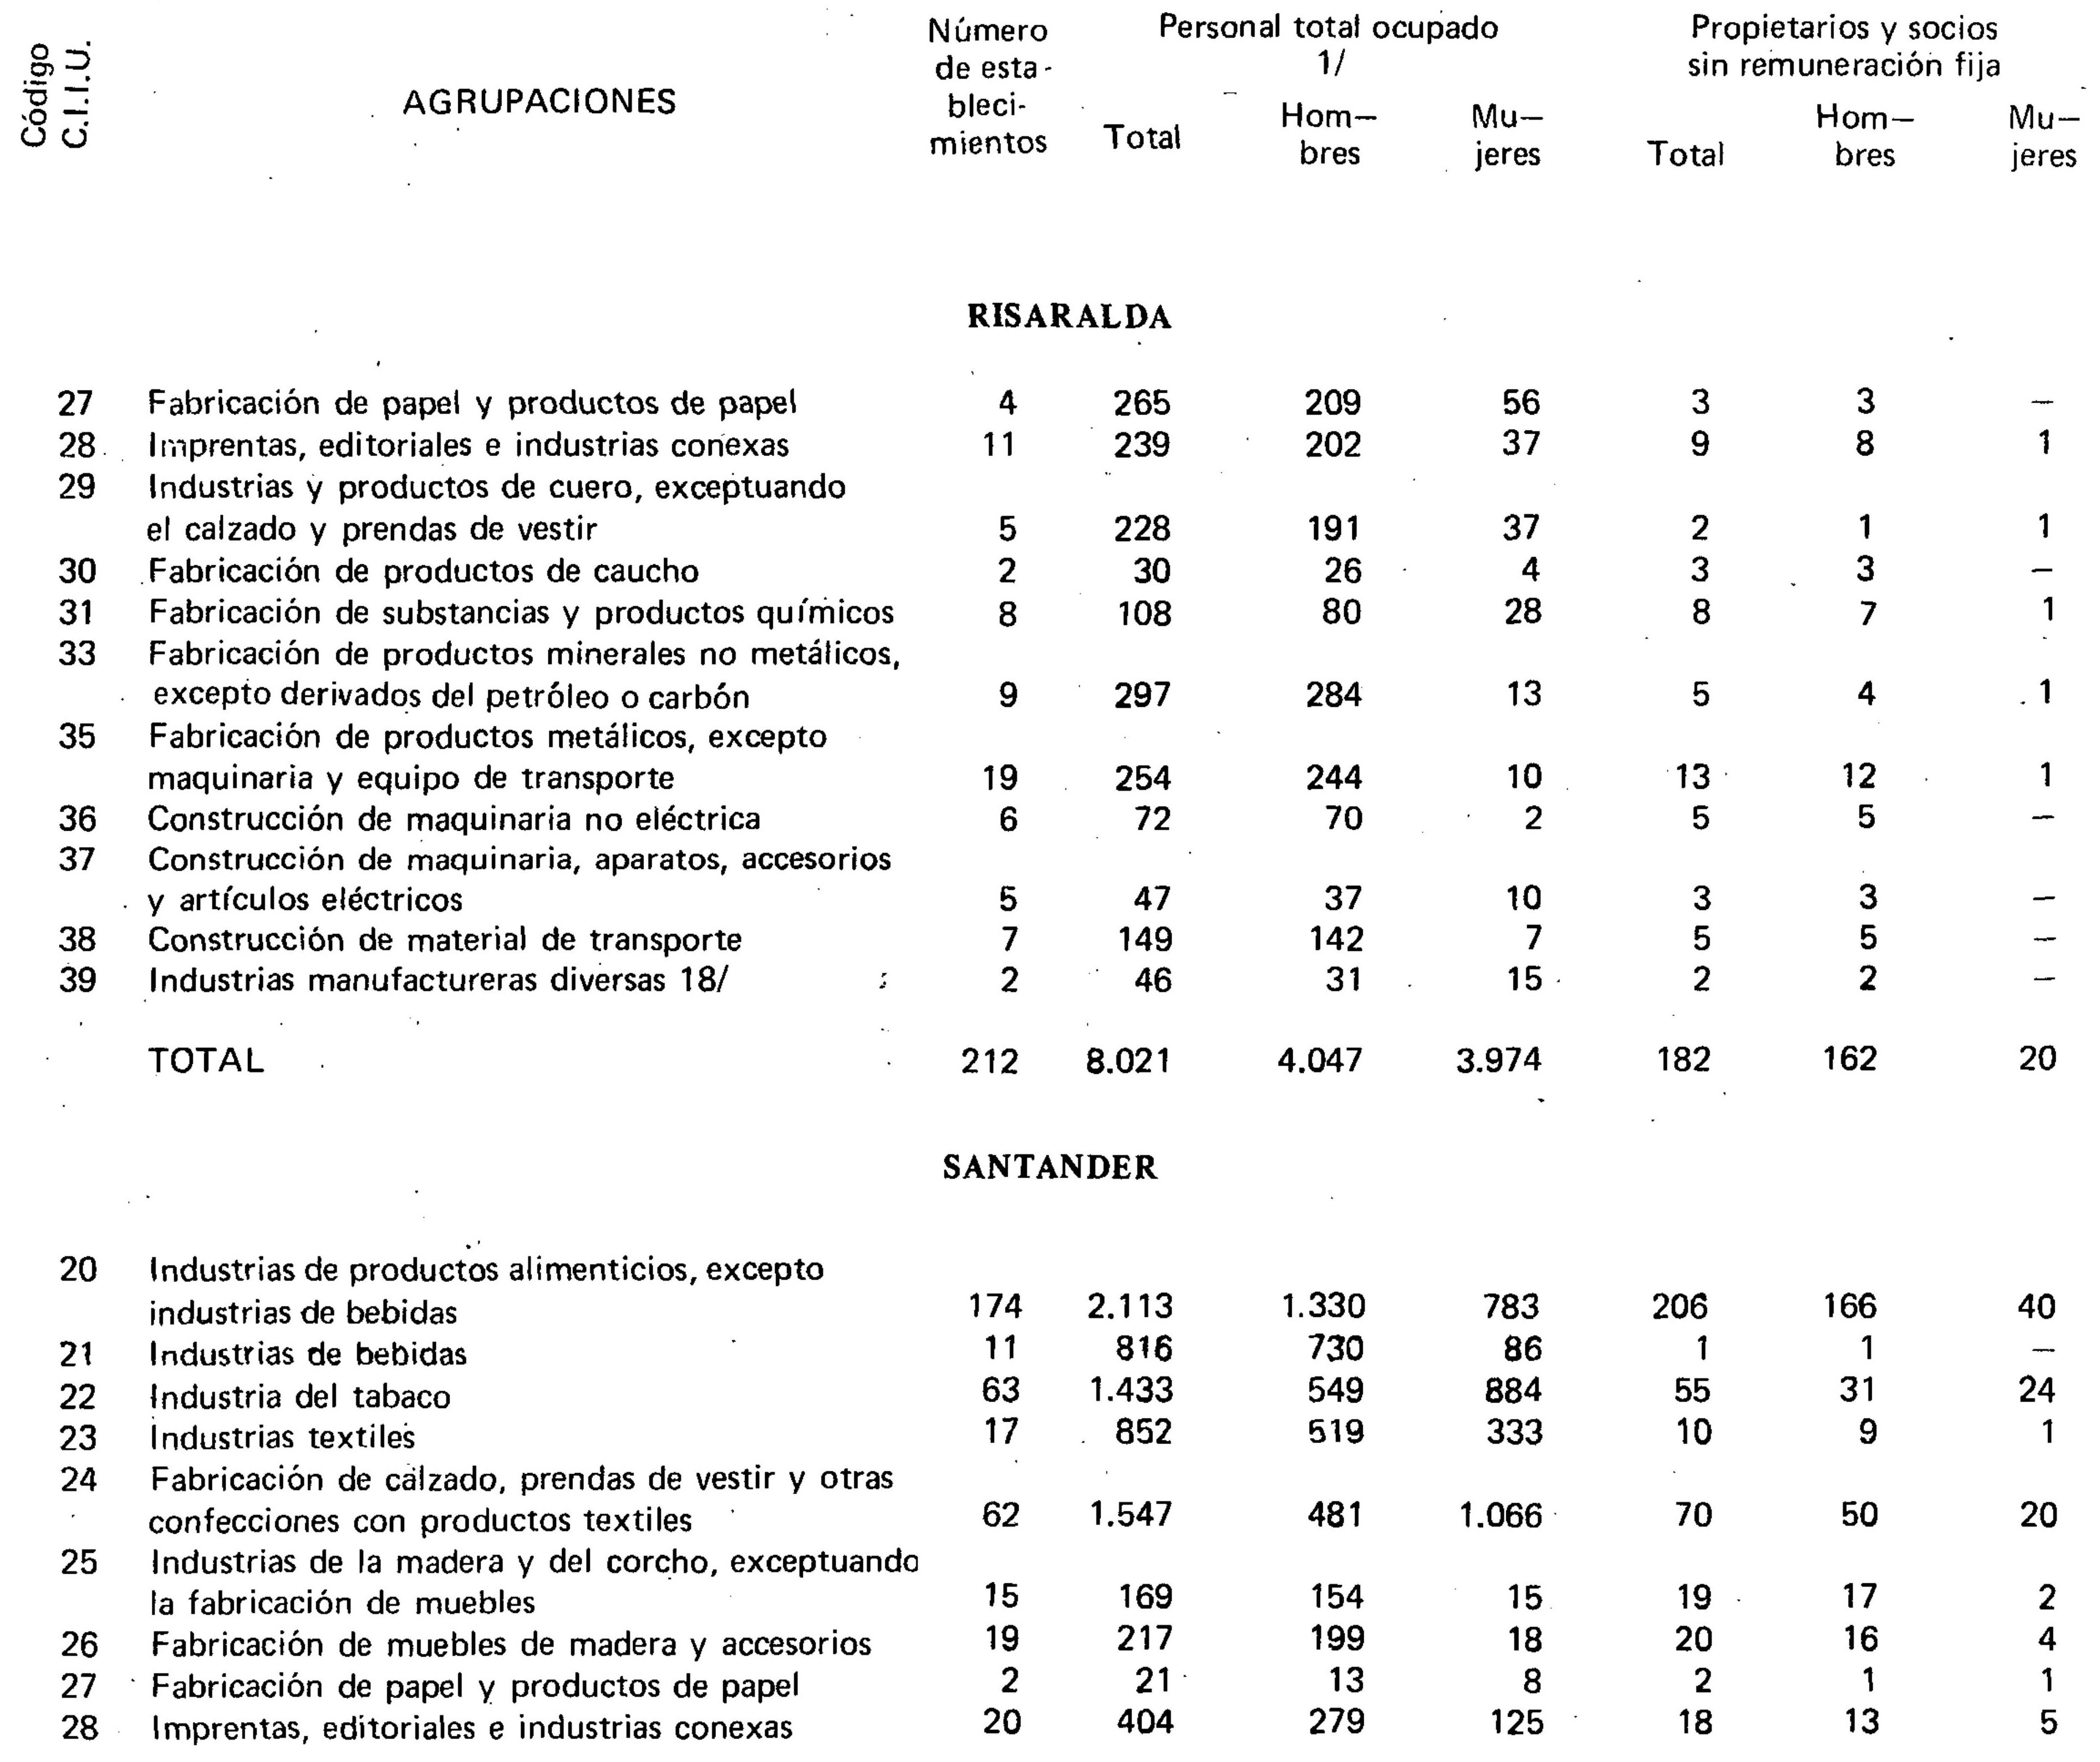 Código C.I.I.U.
AGRUPACIONES
Número de esta- bleci- mientos
Personal total ocupado 1/
Total Hom— bres Mu— jeres
Propietarios y socios sin remuneración fija
Total Hom— bres Mu— jeres
RISARALDA
27 Fabricación de papel y productos de papel 4 265 209 56 3 3 —
28 Imprentas, editoriales e industrias conexas 11 239 202 37 9 8 1
29 Industrias y productos de cuero, exceptuando
el calzado y prendas de vestir 5 228 191 37 2 1 1
30 Fabricación de productos de caucho 2 30 26 4 3 3 —
31 Fabricación de substancias y productos químicos 8 108 80 28 8 7 1
33 Fabricación de productos minerales no metálicos,
excepto derivados del petróleo o carbón 9 297 284 13 5 4 1
35 Fabricación de productos metálicos, excepto
maquinaria y equipo de transporte 19 254 244 10 13 12 1
36 Construcción de maquinaria no eléctrica 6 72 70 2 5 5 —
37 Construcción de maquinaria, aparatos, accesorios
y artículos eléctricos 5 47 37 10 3 3 —
38 Construcción de material de transporte 7 149 142 7 5 5 —
39 Industrias manufactureras diversas 18/ 2 46 31 15 2 2 —
TOTAL 212 8.021 4.047 3.974 182 162 20
SANTANDER
20 Industrias de productos alimenticios, excepto
industrias de bebidas 174 2.113 1.330 783 206 166 40
21 Industrias de bebidas 11 816 730 86 1 1 —
22 Industria del tabaco 63 1.433 549 884 55 31 24
23 Industrias textiles 17 852 519 333 10 9 1
24 Fabricación de calzado, prendas de vestir y otras
confecciones con productos textiles 62 1.547 481 1.066 70 50 20
25 Industrias de la madera y del corcho, exceptuando
la fabricación de muebles 15 169 154 15 19 17 2
26 Fabricación de muebles de madera y accesorios 19 217 199 18 20 16 4
27 Fabricación de papel y productos de papel 2 21 13 8 2 1 1
28 Imprentas, editoriales e industrias conexas 20 404 279 125 18 13 5